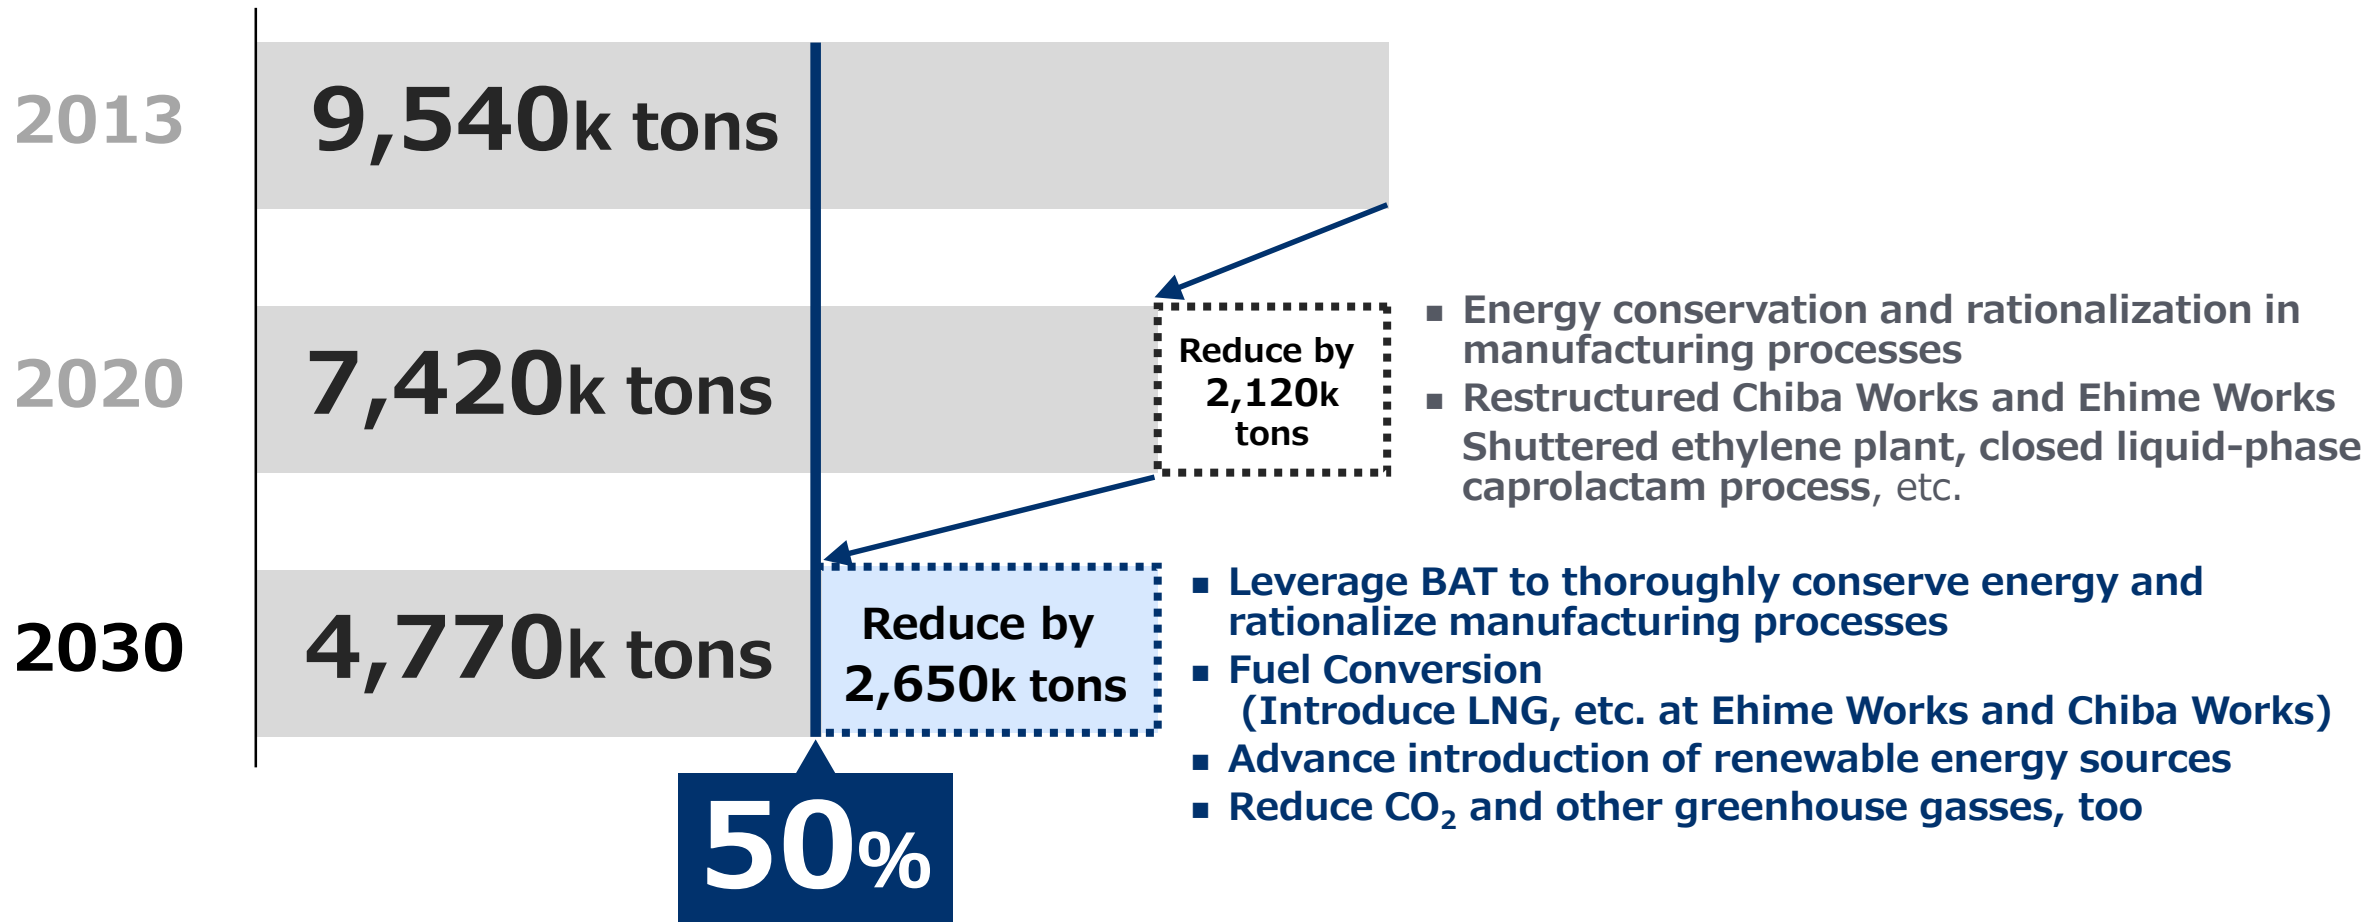 2013
9,540k tons
2020
7,420k tons
Reduce by
2,120k
tons
■ Energy conservation and rationalization in
manufacturing processes
■ Restructured Chiba Works and Ehime Works
Shuttered ethylene plant, closed liquid-phase
caprolactam process, etc.
2030
4,770k tons
Reduce by
2,650k tons
■ Leverage BAT to thoroughly conserve energy and
rationalize manufacturing processes
■ Fuel Conversion
(Introduce LNG, etc. at Ehime Works and Chiba Works)
■ Advance introduction of renewable energy sources
■ Reduce CO₂ and other greenhouse gasses, too
50%